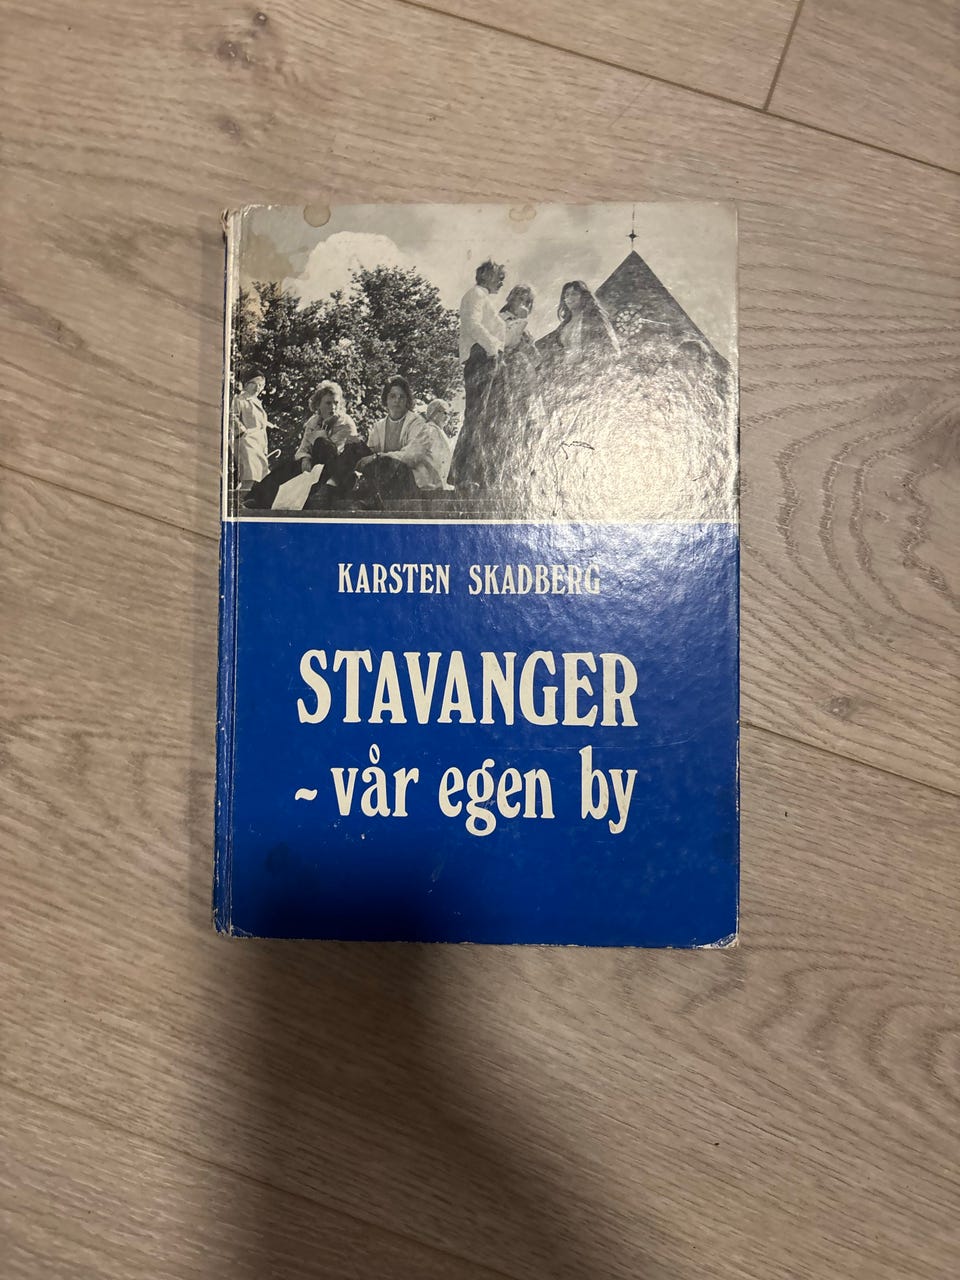 KARSTEN SKADBERG
STAVANGER
~ vår egen by